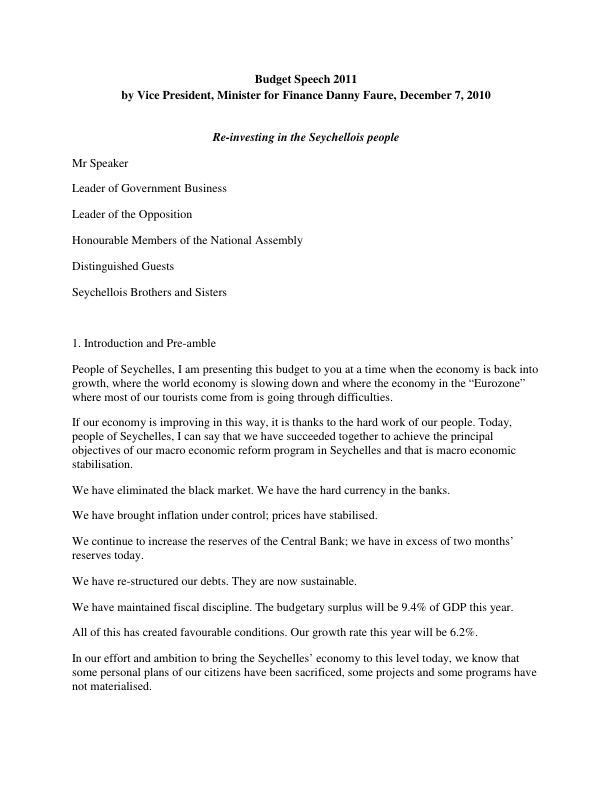 Budget Speech 2011
by Vice President, Minister for Finance Danny Faure, December 7, 2010
Re-investing in the Seychellois people
Mr Speaker
Leader of Government Business
Leader of the Opposition
Honourable Members of the National Assembly
Distinguished Guests
Seychellois Brothers and Sisters
1. Introduction and Pre-amble
People of Seychelles, I am presenting this budget to you at a time when the economy is back into
growth, where the world economy is slowing down and where the economy in the “Eurozone”
where most of our tourists come from is going through difficulties.
If our economy is improving in this way, it is thanks to the hard work of our people. Today,
people of Seychelles, I can say that we have succeeded together to achieve the principal
objectives of our macro economic reform program in Seychelles and that is macro economic
stabilisation.
We have eliminated the black market. We have the hard currency in the banks.
We have brought inflation under control; prices have stabilised.
We continue to increase the reserves of the Central Bank; we have in excess of two months’
reserves today.
We have re-structured our debts. They are now sustainable.
We have maintained fiscal discipline. The budgetary surplus will be 9.4% of GDP this year.
All of this has created favourable conditions. Our growth rate this year will be 6.2%.
In our effort and ambition to bring the Seychelles’ economy to this level today, we know that
some personal plans of our citizens have been sacrificed, some projects and some programs have
not materialised.